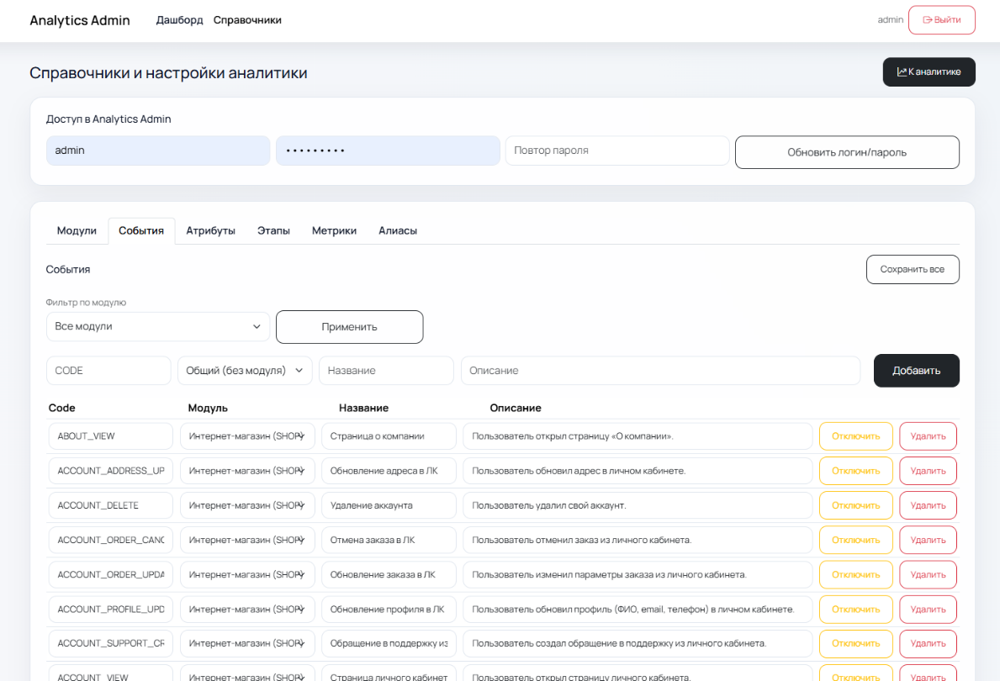 Analytics Admin Дашборд Справочники admin Выйти
Справочники и настройки аналитики К аналитике
Доступ в Analytics Admin
admin ••••••••• Повтор пароля Обновить логин/пароль
Модули События Атрибуты Этапы Метрики Алиасы
События Сохранить все
Фильтр по модулю
Все модули Применить
CODE Общий (без модуля) Название Описание Добавить
Code Модуль Название Описание
ABOUT_VIEW Интернет-магазин (SHOP) Страница о компании Пользователь открыл страницу «О компании». Отключить Удалить
ACCOUNT_ADDRESS_UP Интернет-магазин (SHOP) Обновление адреса в ЛК Пользователь обновил адрес в личном кабинете. Отключить Удалить
ACCOUNT_DELETE Интернет-магазин (SHOP) Удаление аккаунта Пользователь удалил свой аккаунт. Отключить Удалить
ACCOUNT_ORDER_CANC Интернет-магазин (SHOP) Отмена заказа в ЛК Пользователь отменил заказ из личного кабинета. Отключить Удалить
ACCOUNT_ORDER_UPDA Интернет-магазин (SHOP) Обновление заказа в ЛК Пользователь изменил параметры заказа из личного кабинета. Отключить Удалить
ACCOUNT_PROFILE_UPD Интернет-магазин (SHOP) Обновление профиля в ЛК Пользователь обновил профиль (ФИО, email, телефон) в личном кабинете. Отключить Удалить
ACCOUNT_SUPPORT_CR Интернет-магазин (SHOP) Обращение в поддержку из Пользователь создал обращение в поддержку из личного кабинета. Отключить Удалить
ACCOUNT_VIEW Интернет-магазин (SHOP) Страница личного кабинет Пользователь открыл страницу личного кабинета. Отключить Удалить